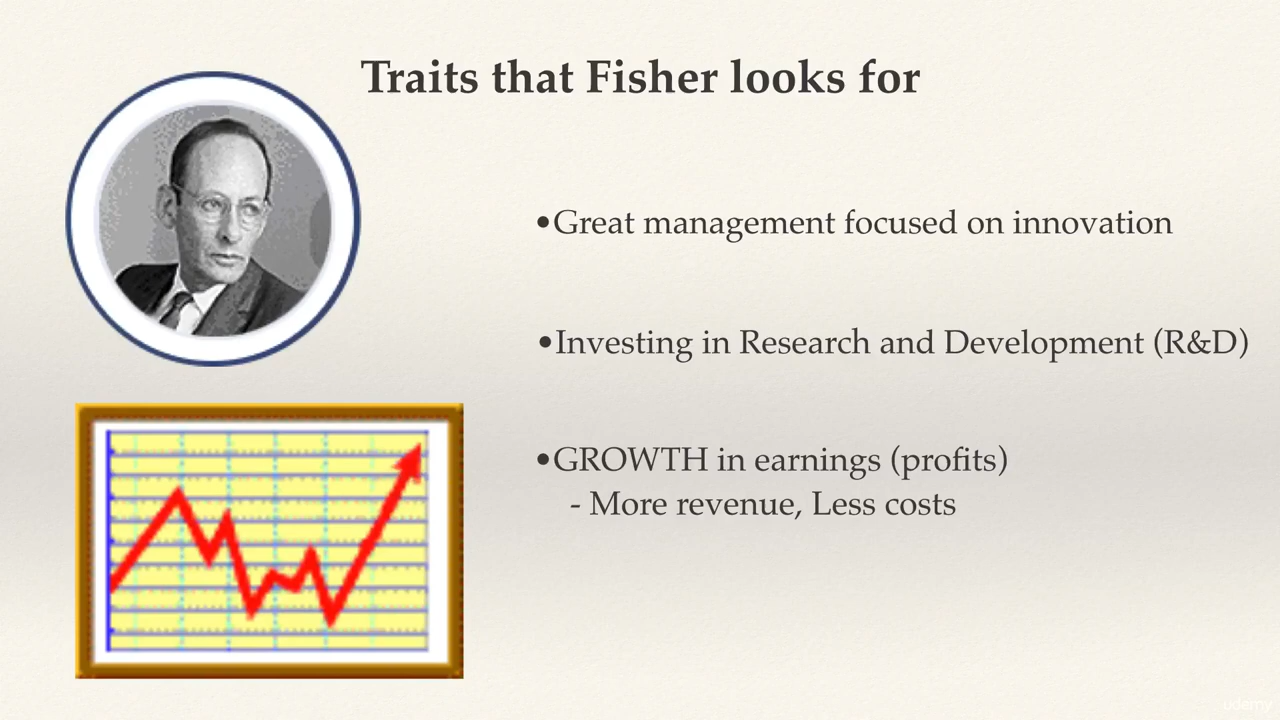 Traits that Fisher looks for
•Great management focused on innovation
•Investing in Research and Development (R&D)
•GROWTH in earnings (profits)
- More revenue, Less costs
udemy